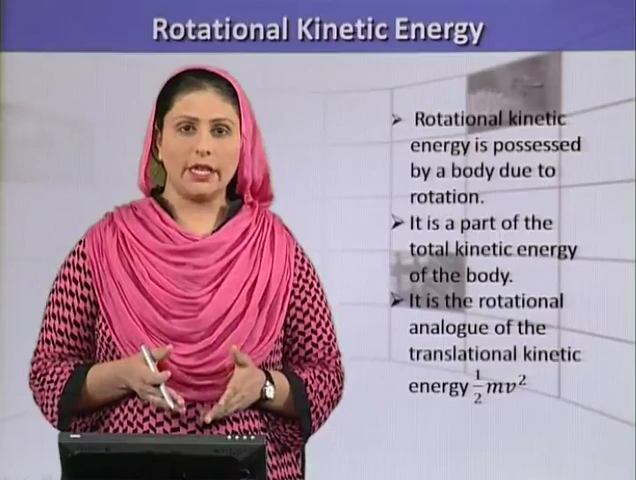 Rotational Kinetic Energy
➢ Rotational kinetic
energy is possessed
by a body due to
rotation.
➢ It is a part of the
total kinetic energy
of the body.
➢ It is the rotational
analogue of the
translational kinetic
energy ½mv²